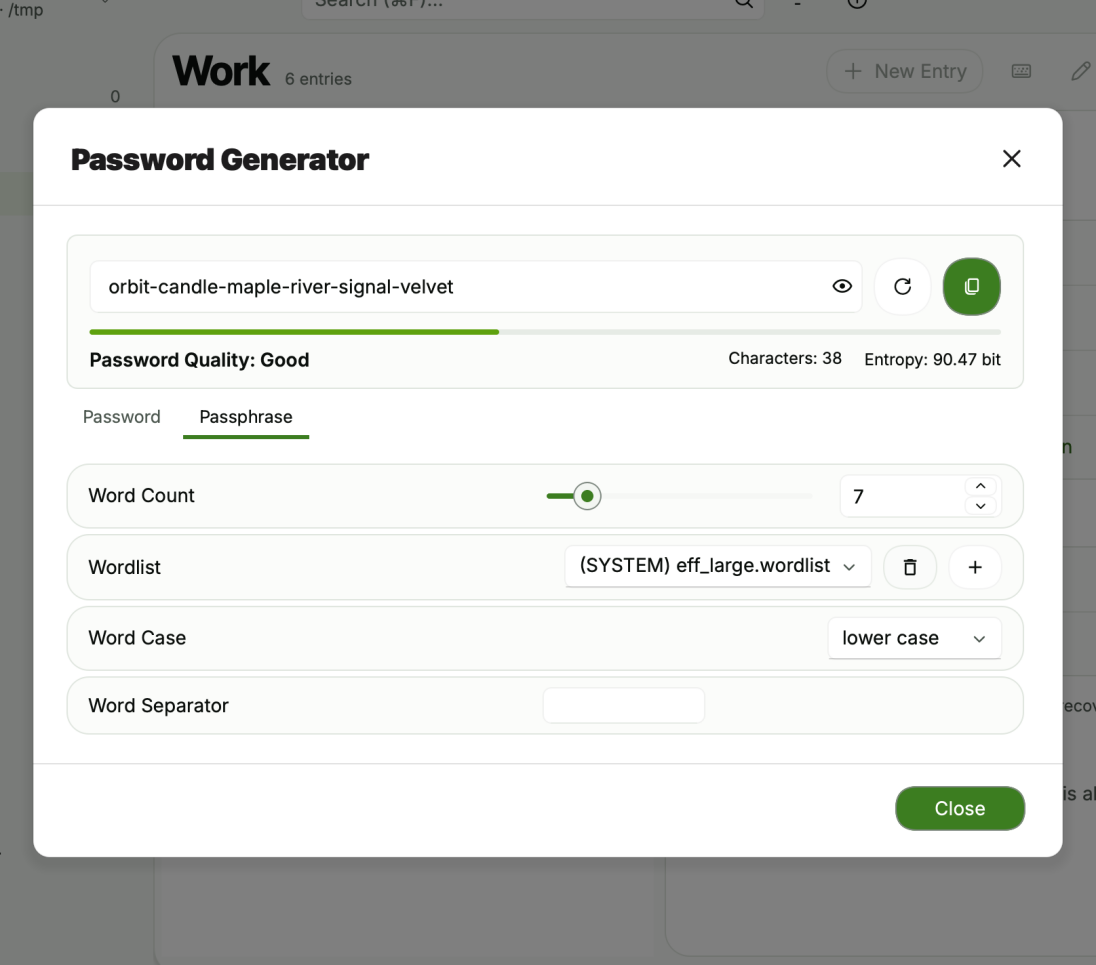 /tmp
Search (⌘F)...
Work
6 entries
New Entry
0
Password Generator
orbit-candle-maple-river-signal-velvet
Password Quality: Good
Characters: 38
Entropy: 90.47 bit
Password
Passphrase
Word Count
7
Wordlist
(SYSTEM) eff_large.wordlist
Word Case
lower case
Word Separator
Close